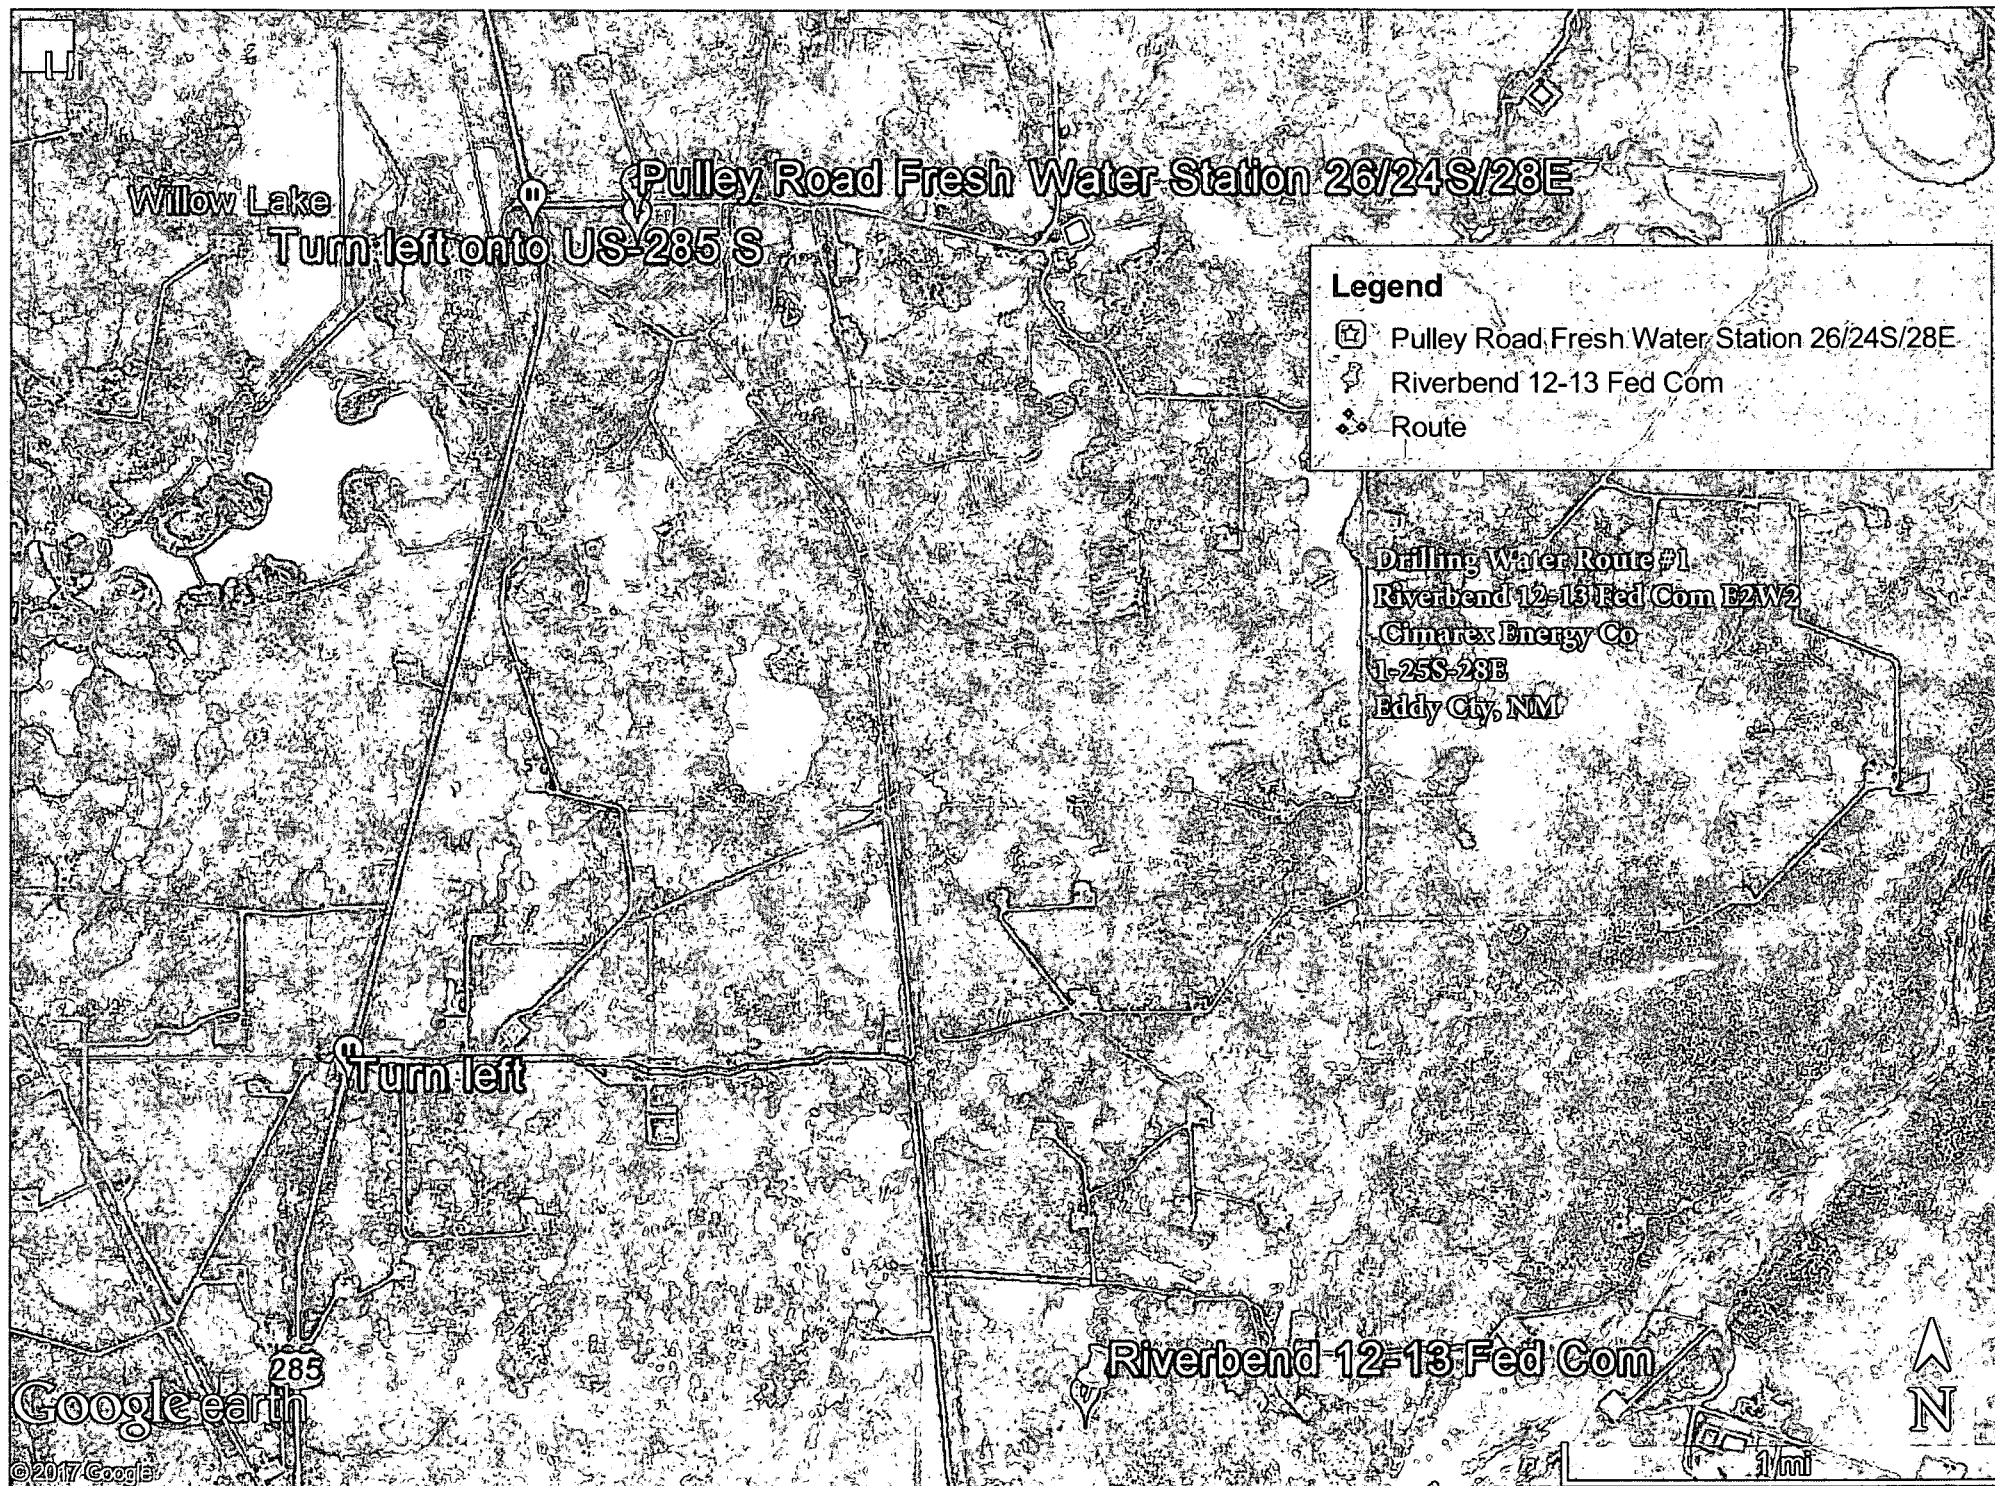 Pulley Road Fresh Water Station 26/24S/28E
Willow Lake
Turn left onto US-285 S
Legend
Pulley Road Fresh Water Station 26/24S/28E
Riverbend 12-13 Fed Com
Route
Drilling Water Route #1
Riverbend 12-13 Fed Com E2W2
Cimarex Energy Co
1-25S-28E
Eddy Cty, NM
Turn left
Riverbend 12-13 Fed Com
285
Google earth
N
1 mi
© 2017 Google